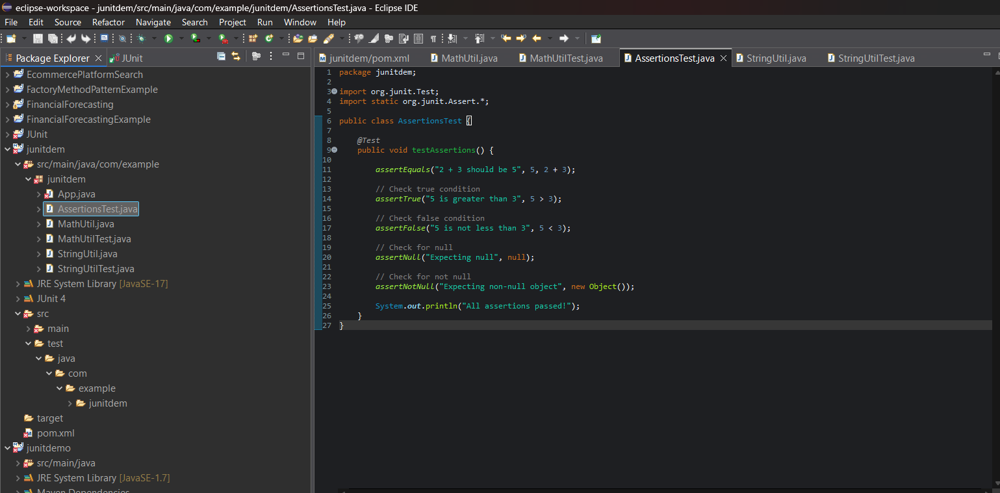 eclipse-workspace - junitdem/src/main/java/com/example/junitdem/AssertionsTest.java - Eclipse IDE
File Edit Source Refactor Navigate Search Project Run Window Help
Package Explorer JUnit
EcommercePlatformSearch
FactoryMethodPatternExample
FinancialForecasting
FinancialForecastingExample
JUnit
junitdem
src/main/java/com/example
junitdem
App.java
AssertionsTest.java
MathUtil.java
MathUtilTest.java
StringUtil.java
StringUtilTest.java
JRE System Library [JavaSE-17]
JUnit 4
src
main
test
java
com
example
junitdem
target
pom.xml
junitdemo
src/main/java
JRE System Library [JavaSE-1.7]
Maven Dependencies
junitdem/pom.xml MathUtil.java MathUtilTest.java AssertionsTest.java StringUtil.java StringUtilTest.java
1 package junitdem;
2
3 import org.junit.Test;
4 import static org.junit.Assert.*;
5
6 public class AssertionsTest {
7
8 @Test
9 public void testAssertions() {
10
11 assertEquals("2 + 3 should be 5", 5, 2 + 3);
12
13 // Check true condition
14 assertTrue("5 is greater than 3", 5 > 3);
15
16 // Check false condition
17 assertFalse("5 is not less than 3", 5 < 3);
18
19 // Check for null
20 assertNull("Expecting null", null);
21
22 // Check for not null
23 assertNotNull("Expecting non-null object", new Object());
24
25 System.out.println("All assertions passed!");
26 }
27 }